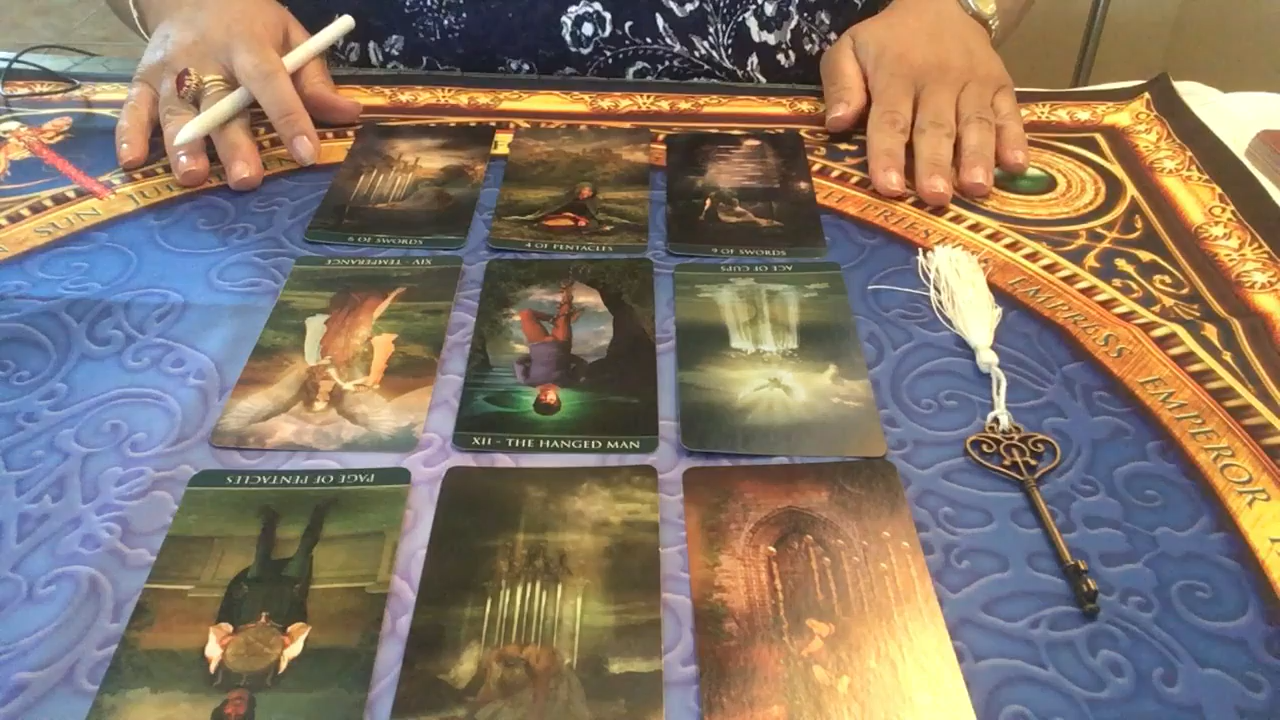 6 OF SWORDS
4 OF PENTACLES
9 OF SWORDS
XIV - TEMPERANCE
XII - THE HANGED MAN
ACE OF CUPS
PAGE OF PENTACLES
SUN
EMPRESS
EMPEROR